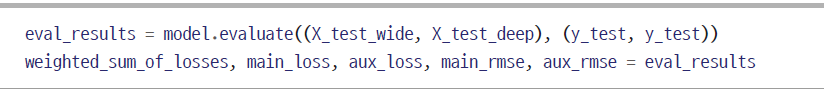 eval_results = model.evaluate((X_test_wide, X_test_deep), (y_test, y_test))
weighted_sum_of_losses, main_loss, aux_loss, main_rmse, aux_rmse = eval_results